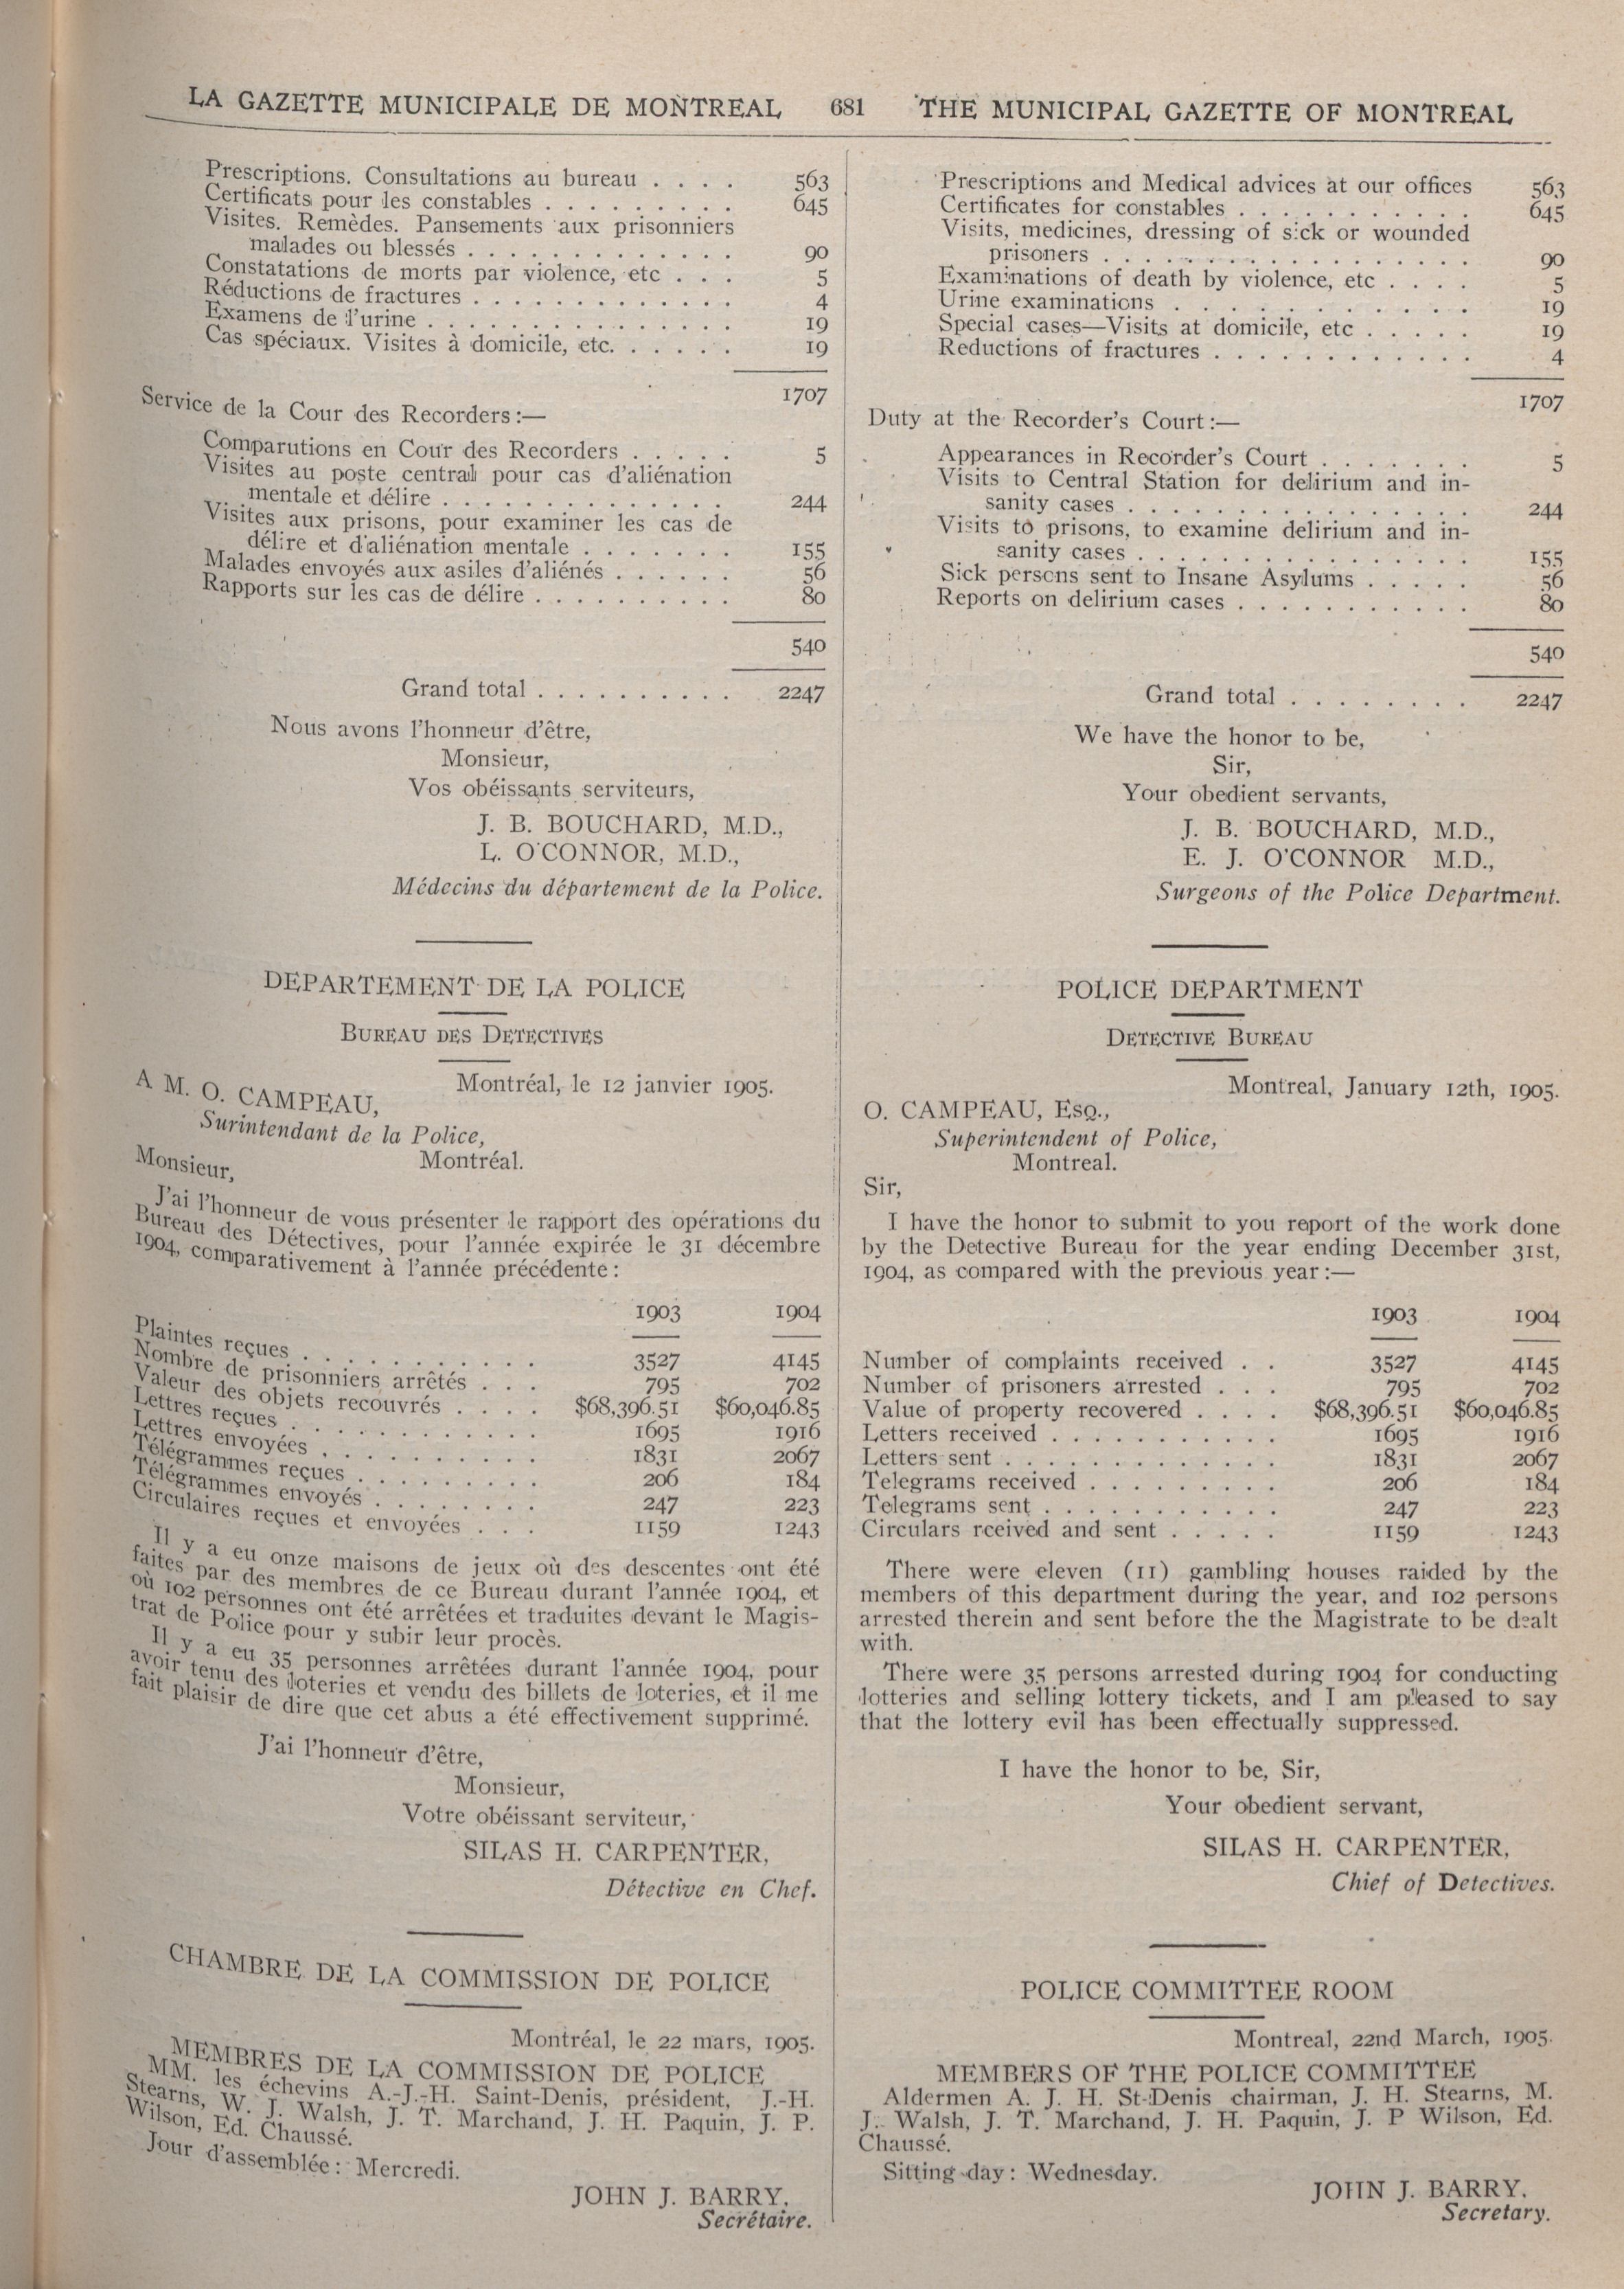 LA GAZETTE MUNICIPALE DE MONTREAL 681 THE MUNICIPAL GAZETTE OF MONTREAL
Prescriptions. Consultations au bureau . . . . 563
Certificats pour les constables . . . . . . . . . 645
Visites. Remèdes. Pansements aux prisonniers
malades ou blessés . . . . . . . . . . . . . 90
Constatations de morts par violence, etc . . . 5
Réductions de fractures . . . . . . . . . . . . . 4
Examens de l'urine . . . . . . . . . . . . . . . 19
Cas spéciaux. Visites à domicile, etc. . . . . . 19
1707
Service de la Cour des Recorders :—
Comparutions en Cour des Recorders . . . . . 5
Visites au poste central pour cas d'aliénation
mentale et délire . . . . . . . . . . . . . . 244
Visites aux prisons, pour examiner les cas de
délire et d'aliénation mentale . . . . . . . 155
Malades envoyés aux asiles d'aliénés . . . . . . 56
Rapports sur les cas de délire . . . . . . . . . . 80
540
Grand total . . . . . . . . . . 2247
Nous avons l'honneur d'être,
Monsieur,
Vos obéissants serviteurs,
J. B. BOUCHARD, M.D.,
L. O'CONNOR, M.D.,
Médecins du département de la Police.
DEPARTEMENT DE LA POLICE
BUREAU DES DETECTIVES
Montréal, le 12 janvier 1905.
A M. O. CAMPEAU,
Surintendant de la Police,
Montréal.
Monsieur,
J'ai l'honneur de vous présenter le rapport des opérations du
Bureau des Détectives, pour l'année expirée le 31 décembre
1904, comparativement à l'année précédente :
1903 1904
Plaintes reçues . . . . . . . . . . . 3527 4145
Nombre de prisonniers arrêtés . . . 795 702
Valeur des objets recouvrés . . . . $68,396.51 $60,046.85
Lettres reçues . . . . . . . . . . . . 1695 1916
Lettres envoyées . . . . . . . . . . 1831 2067
Télégrammes reçues . . . . . . . . . 206 184
Télégrammes envoyés . . . . . . . . 247 223
Circulaires reçues et envoyées . . . 1159 1243
Il y a eu onze maisons de jeux où des descentes ont été
faites par des membres de ce Bureau durant l'année 1904, et
où 102 personnes ont été arrêtées et traduites devant le Magis-
trat de Police pour y subir leur procès.
Il y a eu 35 personnes arrêtées durant l'année 1904, pour
avoir tenu des loteries et vendu des billets de loteries, et il me
fait plaisir de dire que cet abus a été effectivement supprimé.
J'ai l'honneur d'être,
Monsieur,
Votre obéissant serviteur,
SILAS H. CARPENTER,
Détective en Chef.
CHAMBRE DE LA COMMISSION DE POLICE
Montréal, le 22 mars, 1905.
MEMBRES DE LA COMMISSION DE POLICE
MM. les échevins A.-J.-H. Saint-Denis, président, J.-H.
Stearns, W. J. Walsh, J. T. Marchand, J. H. Paquin, J. P.
Wilson, Ed. Chaussé.
Jour d'assemblée : Mercredi.
JOHN J. BARRY.
Secrétaire.
Prescriptions and Medical advices at our offices 563
Certificates for constables . . . . . . . . . . . 645
Visits, medicines, dressing of sick or wounded
prisoners . . . . . . . . . . . . . . . . . 90
Examinations of death by violence, etc . . . . 5
Urine examinations . . . . . . . . . . . . . 19
Special cases—Visits at domicile, etc . . . . . 19
Reductions of fractures . . . . . . . . . . . . 4
1707
Duty at the Recorder's Court :—
Appearances in Recorder's Court . . . . . . . 5
Visits to Central Station for delirium and in-
sanity cases . . . . . . . . . . . . . . . . 244
Visits to prisons, to examine delirium and in-
sanity cases . . . . . . . . . . . . . . . . 155
Sick persons sent to Insane Asylums . . . . . 56
Reports on delirium cases . . . . . . . . . . . 80
540
Grand total . . . . . . . . 2247
We have the honor to be,
Sir,
Your obedient servants,
J. B. BOUCHARD, M.D.,
E. J. O'CONNOR M.D.,
Surgeons of the Police Department.
POLICE DEPARTMENT
DETECTIVE BUREAU
Montreal, January 12th, 1905.
O. CAMPEAU, ESQ.,
Superintendent of Police,
Montreal.
Sir,
I have the honor to submit to you report of the work done
by the Detective Bureau for the year ending December 31st,
1904, as compared with the previous year :—
1903 1904
Number of complaints received . . 3527 4145
Number of prisoners arrested . . . 795 702
Value of property recovered . . . . $68,396.51 $60,046.85
Letters received . . . . . . . . . . . 1695 1916
Letters sent . . . . . . . . . . . . . 1831 2067
Telegrams received . . . . . . . . . 206 184
Telegrams sent . . . . . . . . . . . 247 223
Circulars rceived and sent . . . . . 1159 1243
There were eleven (11) gambling houses raided by the
members of this department during the year, and 102 persons
arrested therein and sent before the the Magistrate to be dealt
with.
There were 35 persons arrested during 1904 for conducting
lotteries and selling lottery tickets, and I am pleased to say
that the lottery evil has been effectually suppressed.
I have the honor to be, Sir,
Your obedient servant,
SILAS H. CARPENTER,
Chief of Detectives.
POLICE COMMITTEE ROOM
Montreal, 22nd March, 1905.
MEMBERS OF THE POLICE COMMITTEE
Aldermen A. J. H. St-Denis chairman, J. H. Stearns, M.
J. Walsh, J. T. Marchand, J. H. Paquin, J. P Wilson, Ed.
Chaussé.
Sitting day : Wednesday.
JOHN J. BARRY.
Secretary.